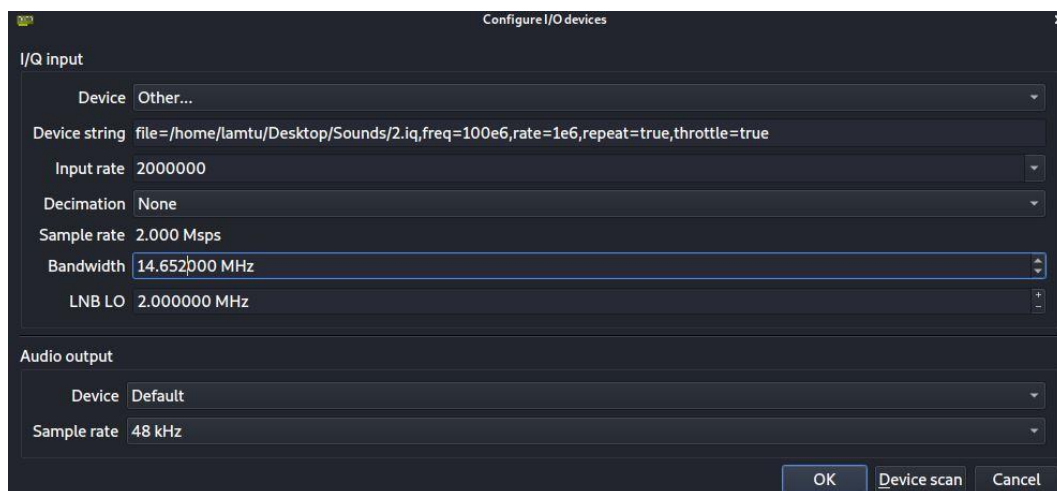 Configure I/O devices
I/Q input
Device Other...
Device string file=/home/lamtu/Desktop/Sounds/2.iq,freq=100e6,rate=1e6,repeat=true,throttle=true
Input rate 2000000
Decimation None
Sample rate 2.000 Msps
Bandwidth 14.652000 MHz
LNB LO 2.000000 MHz
Audio output
Device Default
Sample rate 48 kHz
OK Device scan Cancel